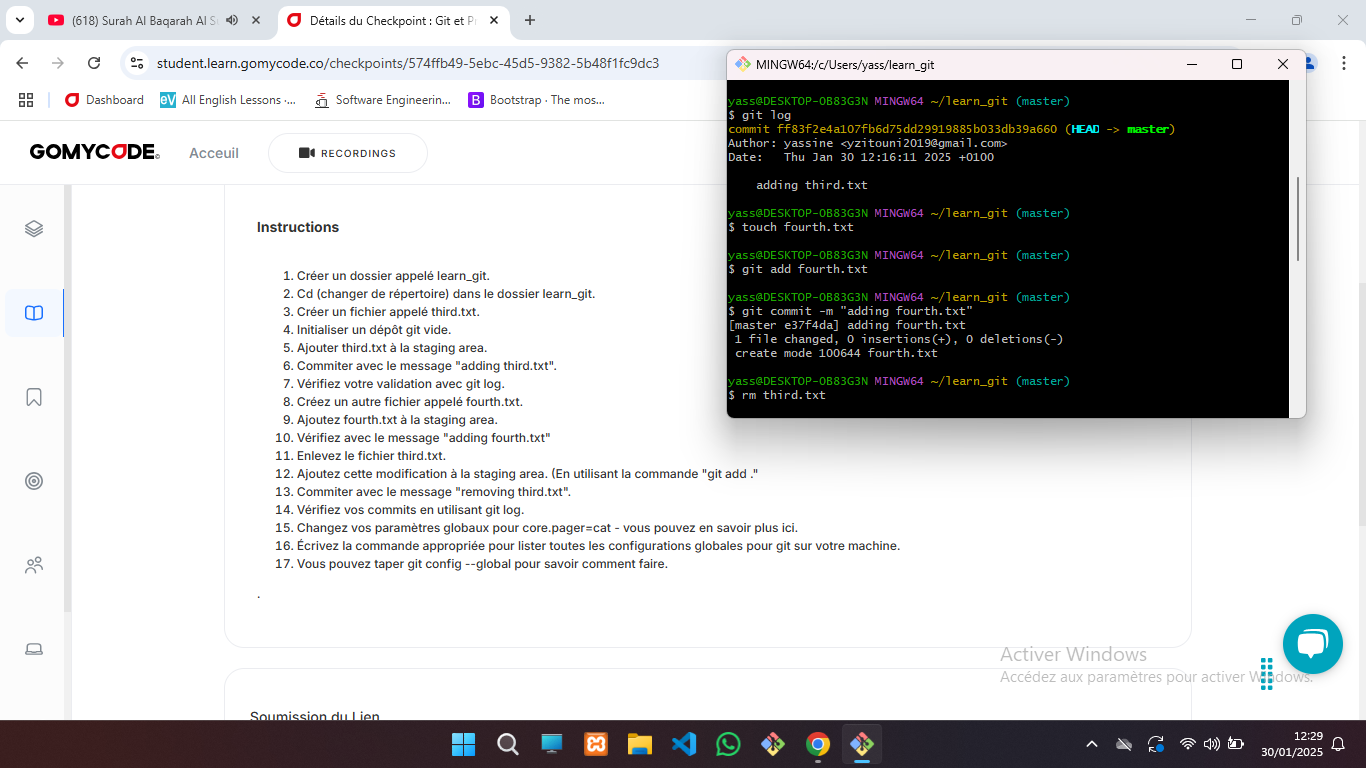 (618) Surah Al Baqarah Al S
Détails du Checkpoint : Git et P
student.learn.gomycode.co/checkpoints/574ffb49-5ebc-45d5-9382-5b48f1fc9dc3
Dashboard
eV All English Lessons ·...
Software Engineerin...
B Bootstrap · The mos...
GOMYCODE
Acceuil
RECORDINGS
Instructions
1. Créer un dossier appelé learn_git.
2. Cd (changer de répertoire) dans le dossier learn_git.
3. Créer un fichier appelé third.txt.
4. Initialiser un dépôt git vide.
5. Ajouter third.txt à la staging area.
6. Commiter avec le message "adding third.txt".
7. Vérifiez votre validation avec git log.
8. Créez un autre fichier appelé fourth.txt.
9. Ajoutez fourth.txt à la staging area.
10. Vérifiez avec le message "adding fourth.txt"
11. Enlevez le fichier third.txt.
12. Ajoutez cette modification à la staging area. (En utilisant la commande "git add ."
13. Commiter avec le message "removing third.txt".
14. Vérifiez vos commits en utilisant git log.
15. Changez vos paramètres globaux pour core.pager=cat - vous pouvez en savoir plus ici.
16. Écrivez la commande appropriée pour lister toutes les configurations globales pour git sur votre machine.
17. Vous pouvez taper git config --global pour savoir comment faire.
.
Soumission du Lien
MINGW64:/c/Users/yass/learn_git
yass@DESKTOP-OB83G3N MINGW64 ~/learn_git (master)
$ git log
commit ff83f2e4a107fb6d75dd29919885b033db39a660 (HEAD -> master)
Author: yassine <yzitouni2019@gmail.com>
Date:   Thu Jan 30 12:16:11 2025 +0100
    adding third.txt
yass@DESKTOP-OB83G3N MINGW64 ~/learn_git (master)
$ touch fourth.txt
yass@DESKTOP-OB83G3N MINGW64 ~/learn_git (master)
$ git add fourth.txt
yass@DESKTOP-OB83G3N MINGW64 ~/learn_git (master)
$ git commit -m "adding fourth.txt"
[master e37f4da] adding fourth.txt
 1 file changed, 0 insertions(+), 0 deletions(-)
 create mode 100644 fourth.txt
yass@DESKTOP-OB83G3N MINGW64 ~/learn_git (master)
$ rm third.txt
Activer Windows
Accédez aux paramètres pour activer Windows.
12:29
30/01/2025